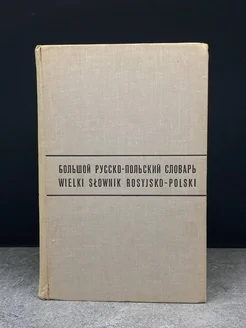 БОЛЬШОЙ РУССКО-ПОЛЬСКИЙ СЛОВАРЬ
WIELKI SŁOWNIK ROSYJSKO-POLSKI